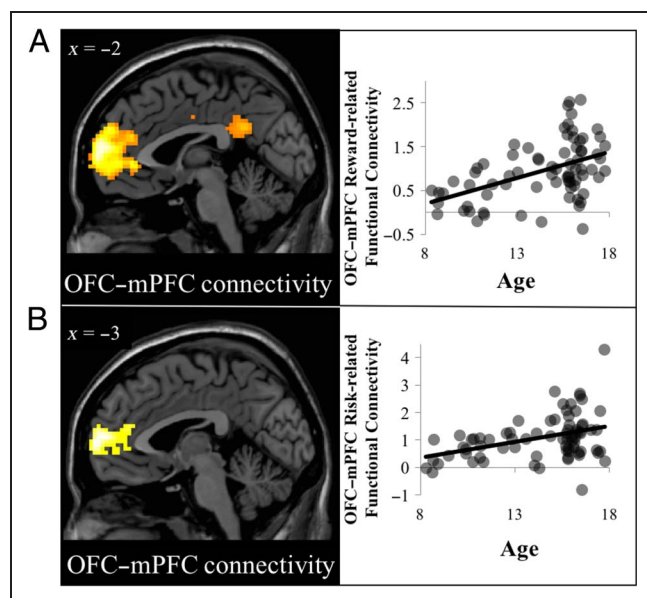 A
x = –2
OFC–mPFC connectivity
OFC–mPFC Reward-related
Functional Connectivity
2.5
1.5
0.5
–0.5
8
13
18
Age
B
x = –3
OFC–mPFC connectivity
OFC–mPFC Risk-related
Functional Connectivity
4
3
2
1
0
–1
8
13
18
Age